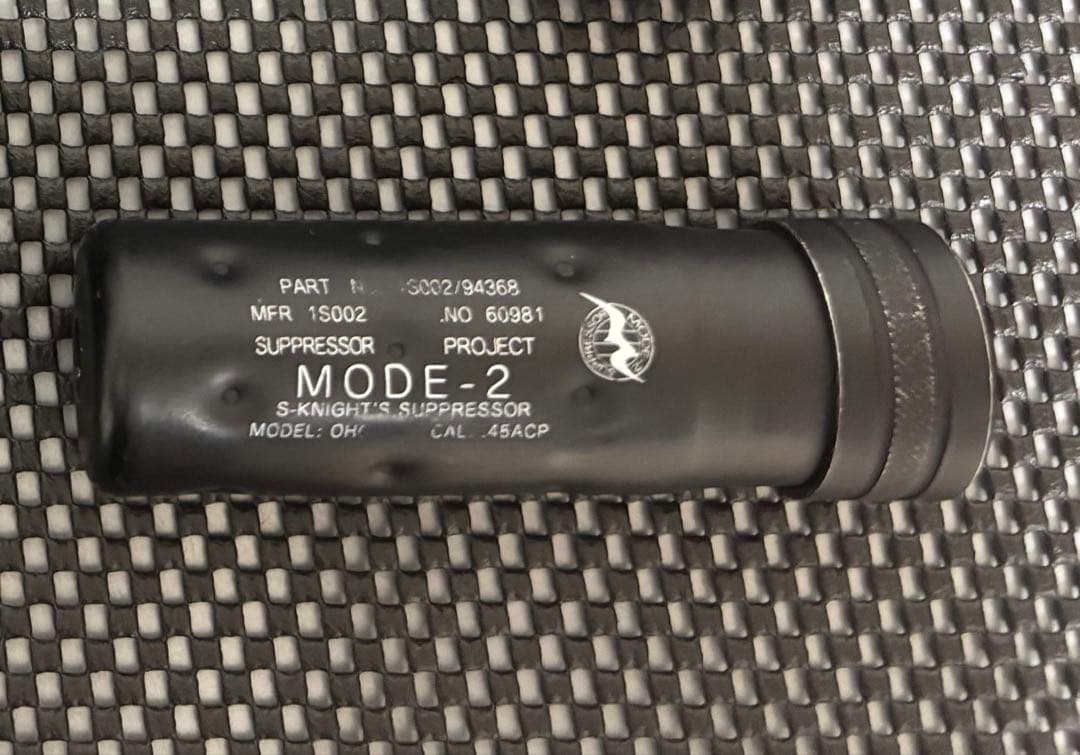 PART S002/94368
MFR 1S002 .NO 60981
SUPPRESSOR PROJECT
MODE-2
S-KNIGHT'S SUPPRESSOR
MODEL: CAL. .45ACP